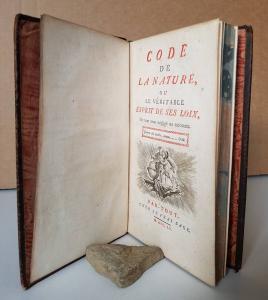 CODE
DE
LA NATURE,
OU
LE VÉRITABLE
ESPRIT DE SES LOIX,
PAR-TOUT,
CHEZ LE VRAI SAGE.